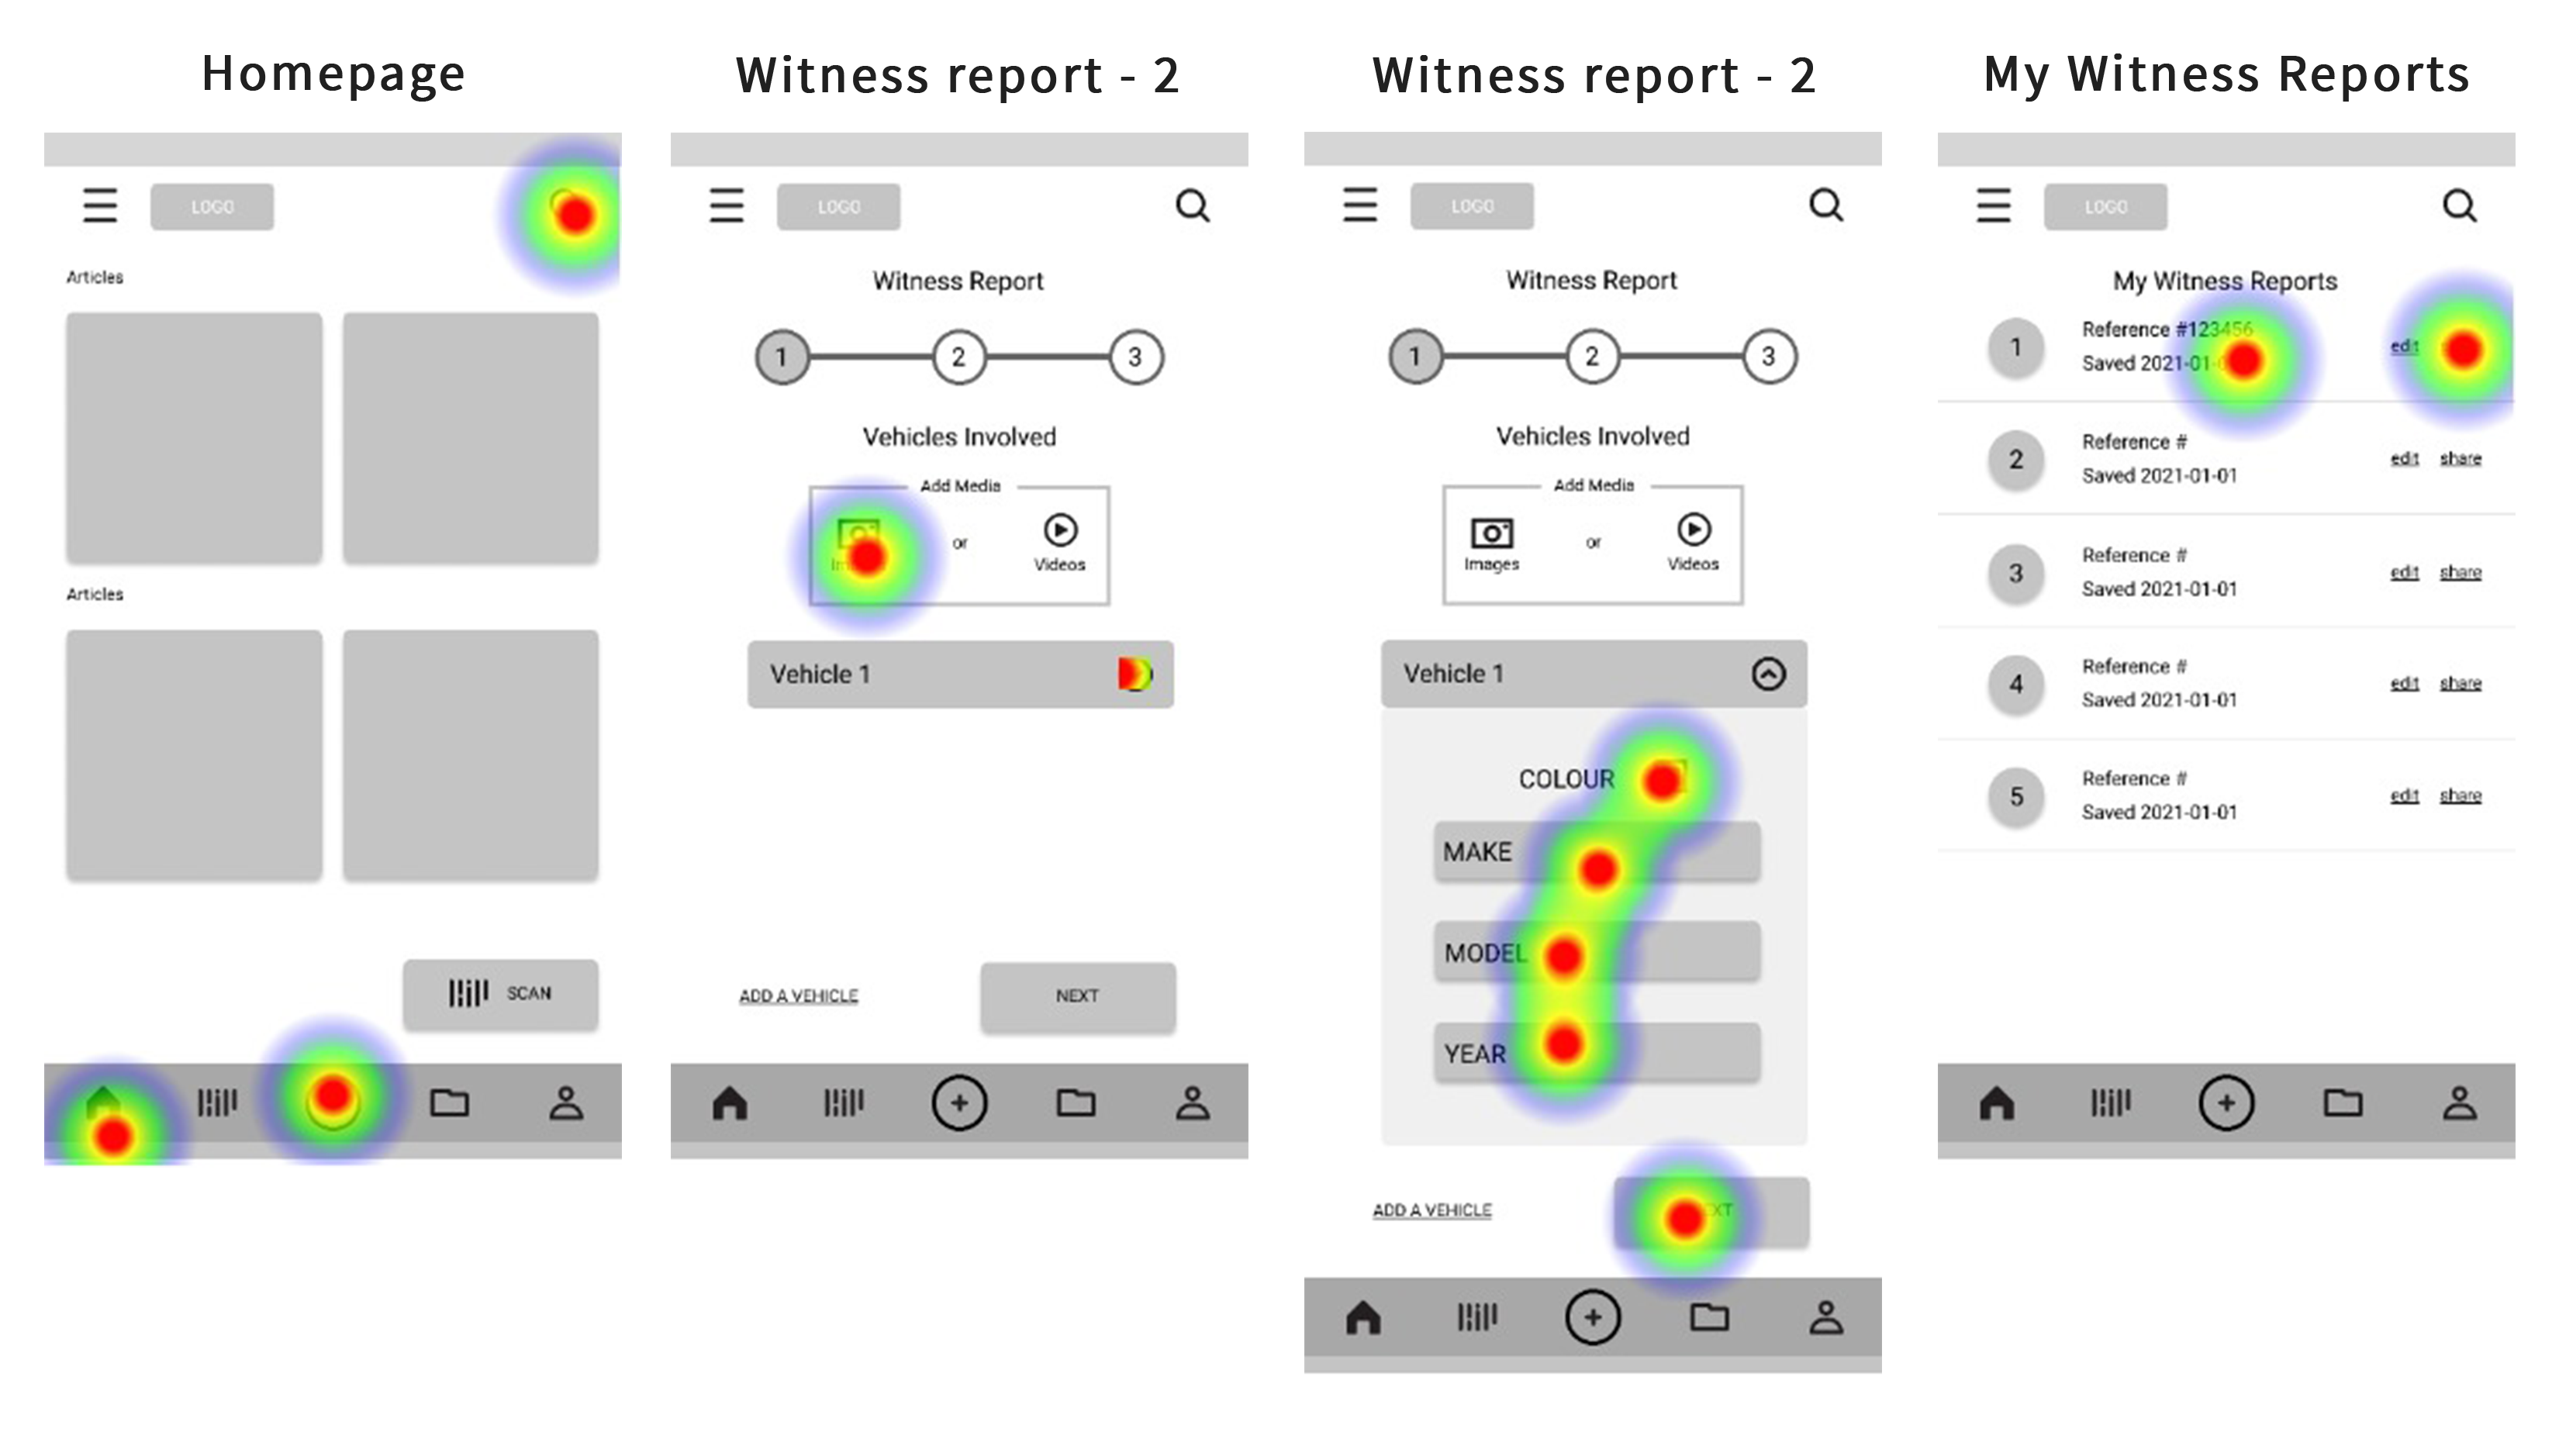 Homepage
LOGO
Articles
Articles
SCAN
Witness report - 2
LOGO
Witness Report
1
2
3
Vehicles Involved
Add Media
or
Videos
Vehicle 1
ADD A VEHICLE
NEXT
Witness report - 2
LOGO
Witness Report
1
2
3
Vehicles Involved
Add Media
Images
or
Videos
Vehicle 1
COLOUR
MAKE
MODEL
YEAR
ADD A VEHICLE
My Witness Reports
LOGO
My Witness Reports
1
Reference #123456
Saved 2021-01-
edit
2
Reference #
Saved 2021-01-01
edit share
3
Reference #
Saved 2021-01-01
edit share
4
Reference #
Saved 2021-01-01
edit share
5
Reference #
Saved 2021-01-01
edit share